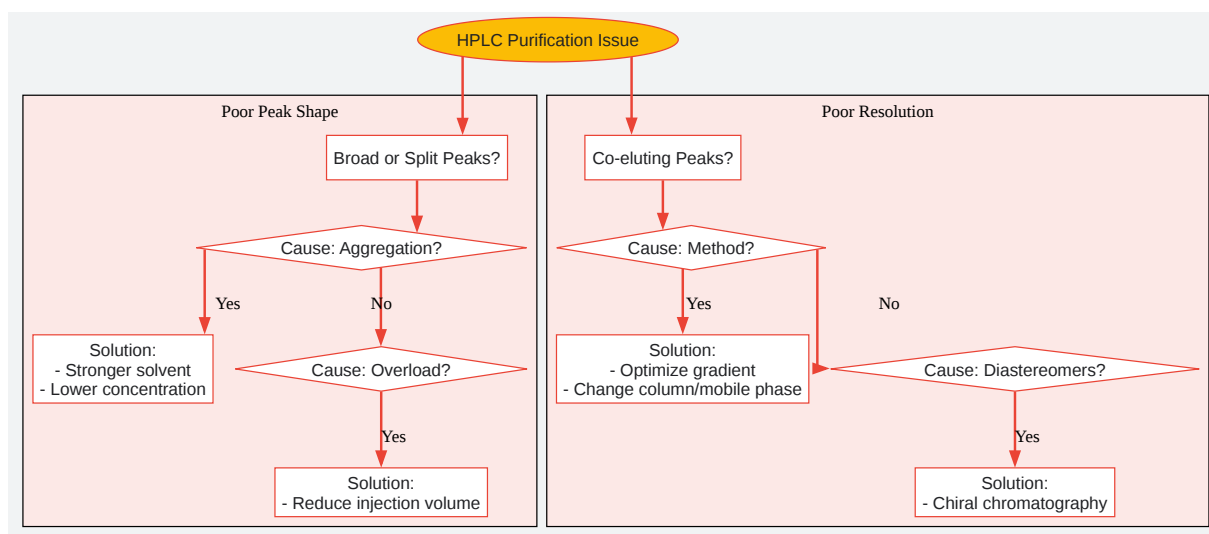 HPLC Purification Issue
Poor Peak Shape
Broad or Split Peaks?
Cause: Aggregation?
Yes
No
Solution:
- Stronger solvent
- Lower concentration
Cause: Overload?
Yes
Solution:
- Reduce injection volume
Poor Resolution
Co-eluting Peaks?
Cause: Method?
Yes
No
Solution:
- Optimize gradient
- Change column/mobile phase
Cause: Diastereomers?
Yes
Solution:
- Chiral chromatography